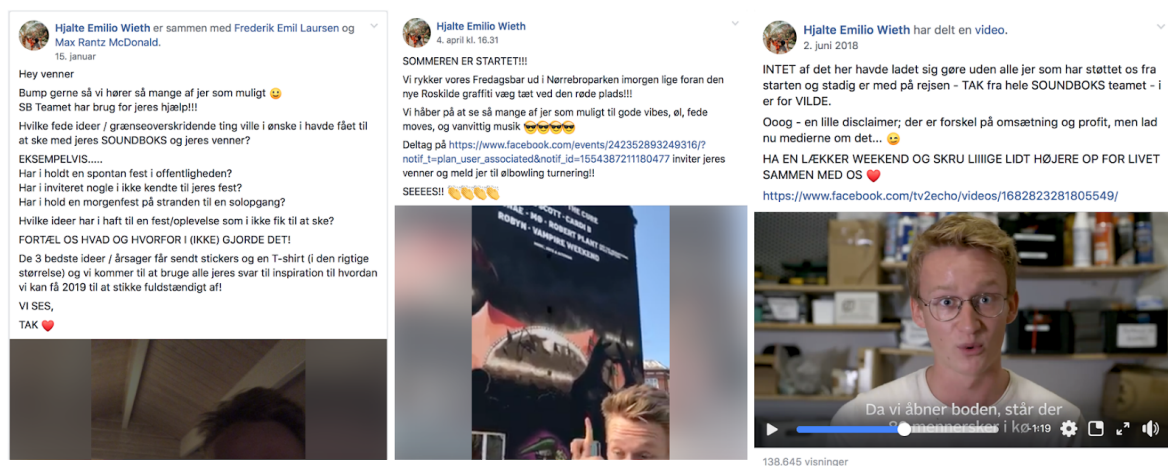 Hjalte Emilio Wieth er sammen med Frederik Emil Laursen og
Max Rantz McDonald.
15. januar
Hey venner
Bump gerne så vi hører så mange af jer som muligt 😀
SB Teamet har brug for jeres hjælp!!!
Hvilke fede ideer / grænseoverskridende ting ville i ønske i havde fået til
at ske med jeres SOUNDBOKS og jeres venner?
EKSEMPELVIS.....
Har i holdt en spontan fest i offentligheden?
Har i inviteret nogle i ikke kendte til jeres fest?
Har i hold en morgenfest på stranden til en solopgang?
Hvilke ideer har i haft til en fest/oplevelse som i ikke fik til at ske?
FORTÆL OS HVAD OG HVORFOR I (IKKE) GJORDE DET!
De 3 bedste ideer / årsager får sendt stickers og en T-shirt (i den rigtige
størrelse) og vi kommer til at bruge alle jeres svar til inspiration til hvordan
vi kan få 2019 til at stikke fuldstændigt af!
VI SES,
TAK ❤️
Hjalte Emilio Wieth
4. april kl. 16.31
SOMMEREN ER STARTET!!!
Vi rykker vores Fredagsbar ud i Nørrebroparken imorgen lige foran den
nye Roskilde graffiti væg tæt ved den røde plads!!!
Vi håber på at se så mange af jer som muligt til gode vibes, øl, fede
moves, og vanvittig musik 😎😎😎😎
Deltag på https://www.facebook.com/events/242352893249316/?
notif_t=plan_user_associated&notif_id=1554387211180477 inviter jeres
venner og meld jer til ølbowling turnering!!
SEEEES!! 👏👏👏👏
THE CURE
SCOTT · CARDI B
MØ · ROBERT PLANT
ROBYN · VAMPIRE WEEKEND
Hjalte Emilio Wieth har delt en video.
2. juni 2018
INTET af det her havde ladet sig gøre uden alle jer som har støttet os fra
starten og stadig er med på rejsen - TAK fra hele SOUNDBOKS teamet - i
er for VILDE.
Ooog - en lille disclaimer; der er forskel på omsætning og profit, men lad
nu medierne om det... 😉
HA EN LÆKKER WEEKEND OG SKRU LIIIIGE LIDT HØJERE OP FOR LIVET
SAMMEN MED OS ❤️
https://www.facebook.com/tv2echo/videos/1682823281805549/
Da vi åbner boden, står der
mennesker i kø
-1:19
138.645 visninger